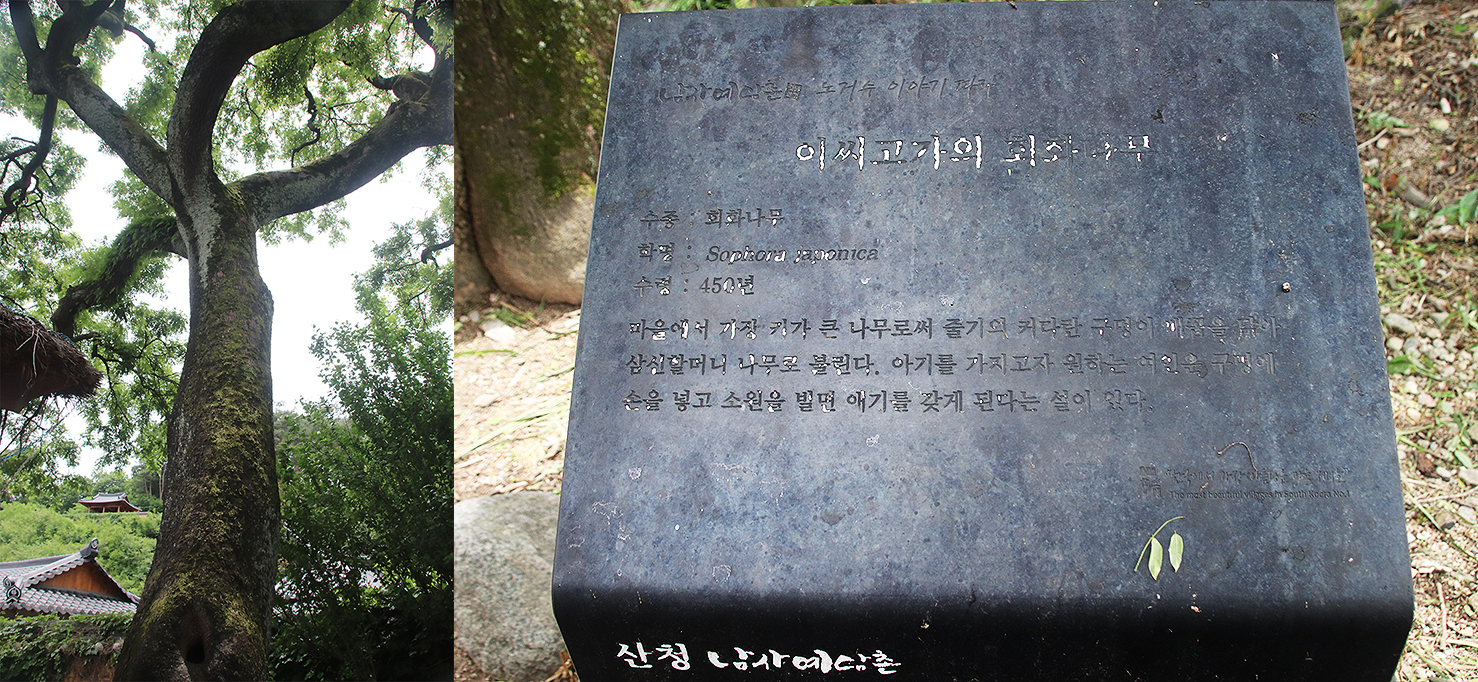 남사예담촌 노거수 이야기
이씨고가의 회화나무
수종 : 회화나무
학명 : Sophora japonica
수령 : 450년
마을에서 가장 키가 큰 나무로써 줄기의 커다란 구멍이 배꼽을 닮아
삼신할머니 나무로 불린다. 아기를 가지고자 원하는 여인은 구멍에
손을 넣고 소원을 빌면 애기를 갖게 된다는 설이 있다.
The most beautiful villages in South Korea No.1
산청 남사예담촌